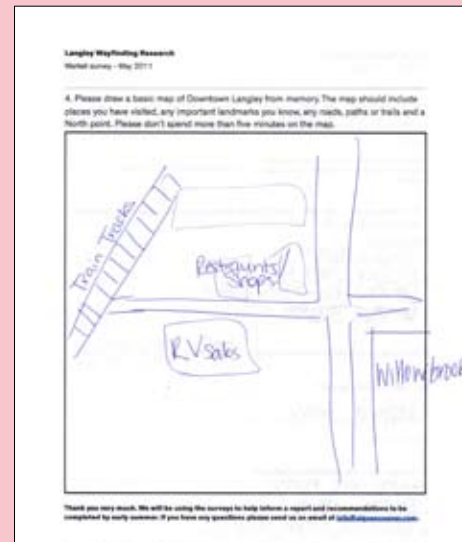 Langley Wayfinding Research
Market survey - May 2011
4. Please draw a basic map of Downtown Langley from memory. The map should include
places you have visited, any important landmarks you know, any roads, paths or trails and a
North point. Please don't spend more than five minutes on the map.
Train Tracks
Restraunts/
Shops
RV Sales
Willowbrook
Thank you very much. We will be using the surveys to help inform a report and recommendations to be
completed by early summer. If you have any questions please send us an email at